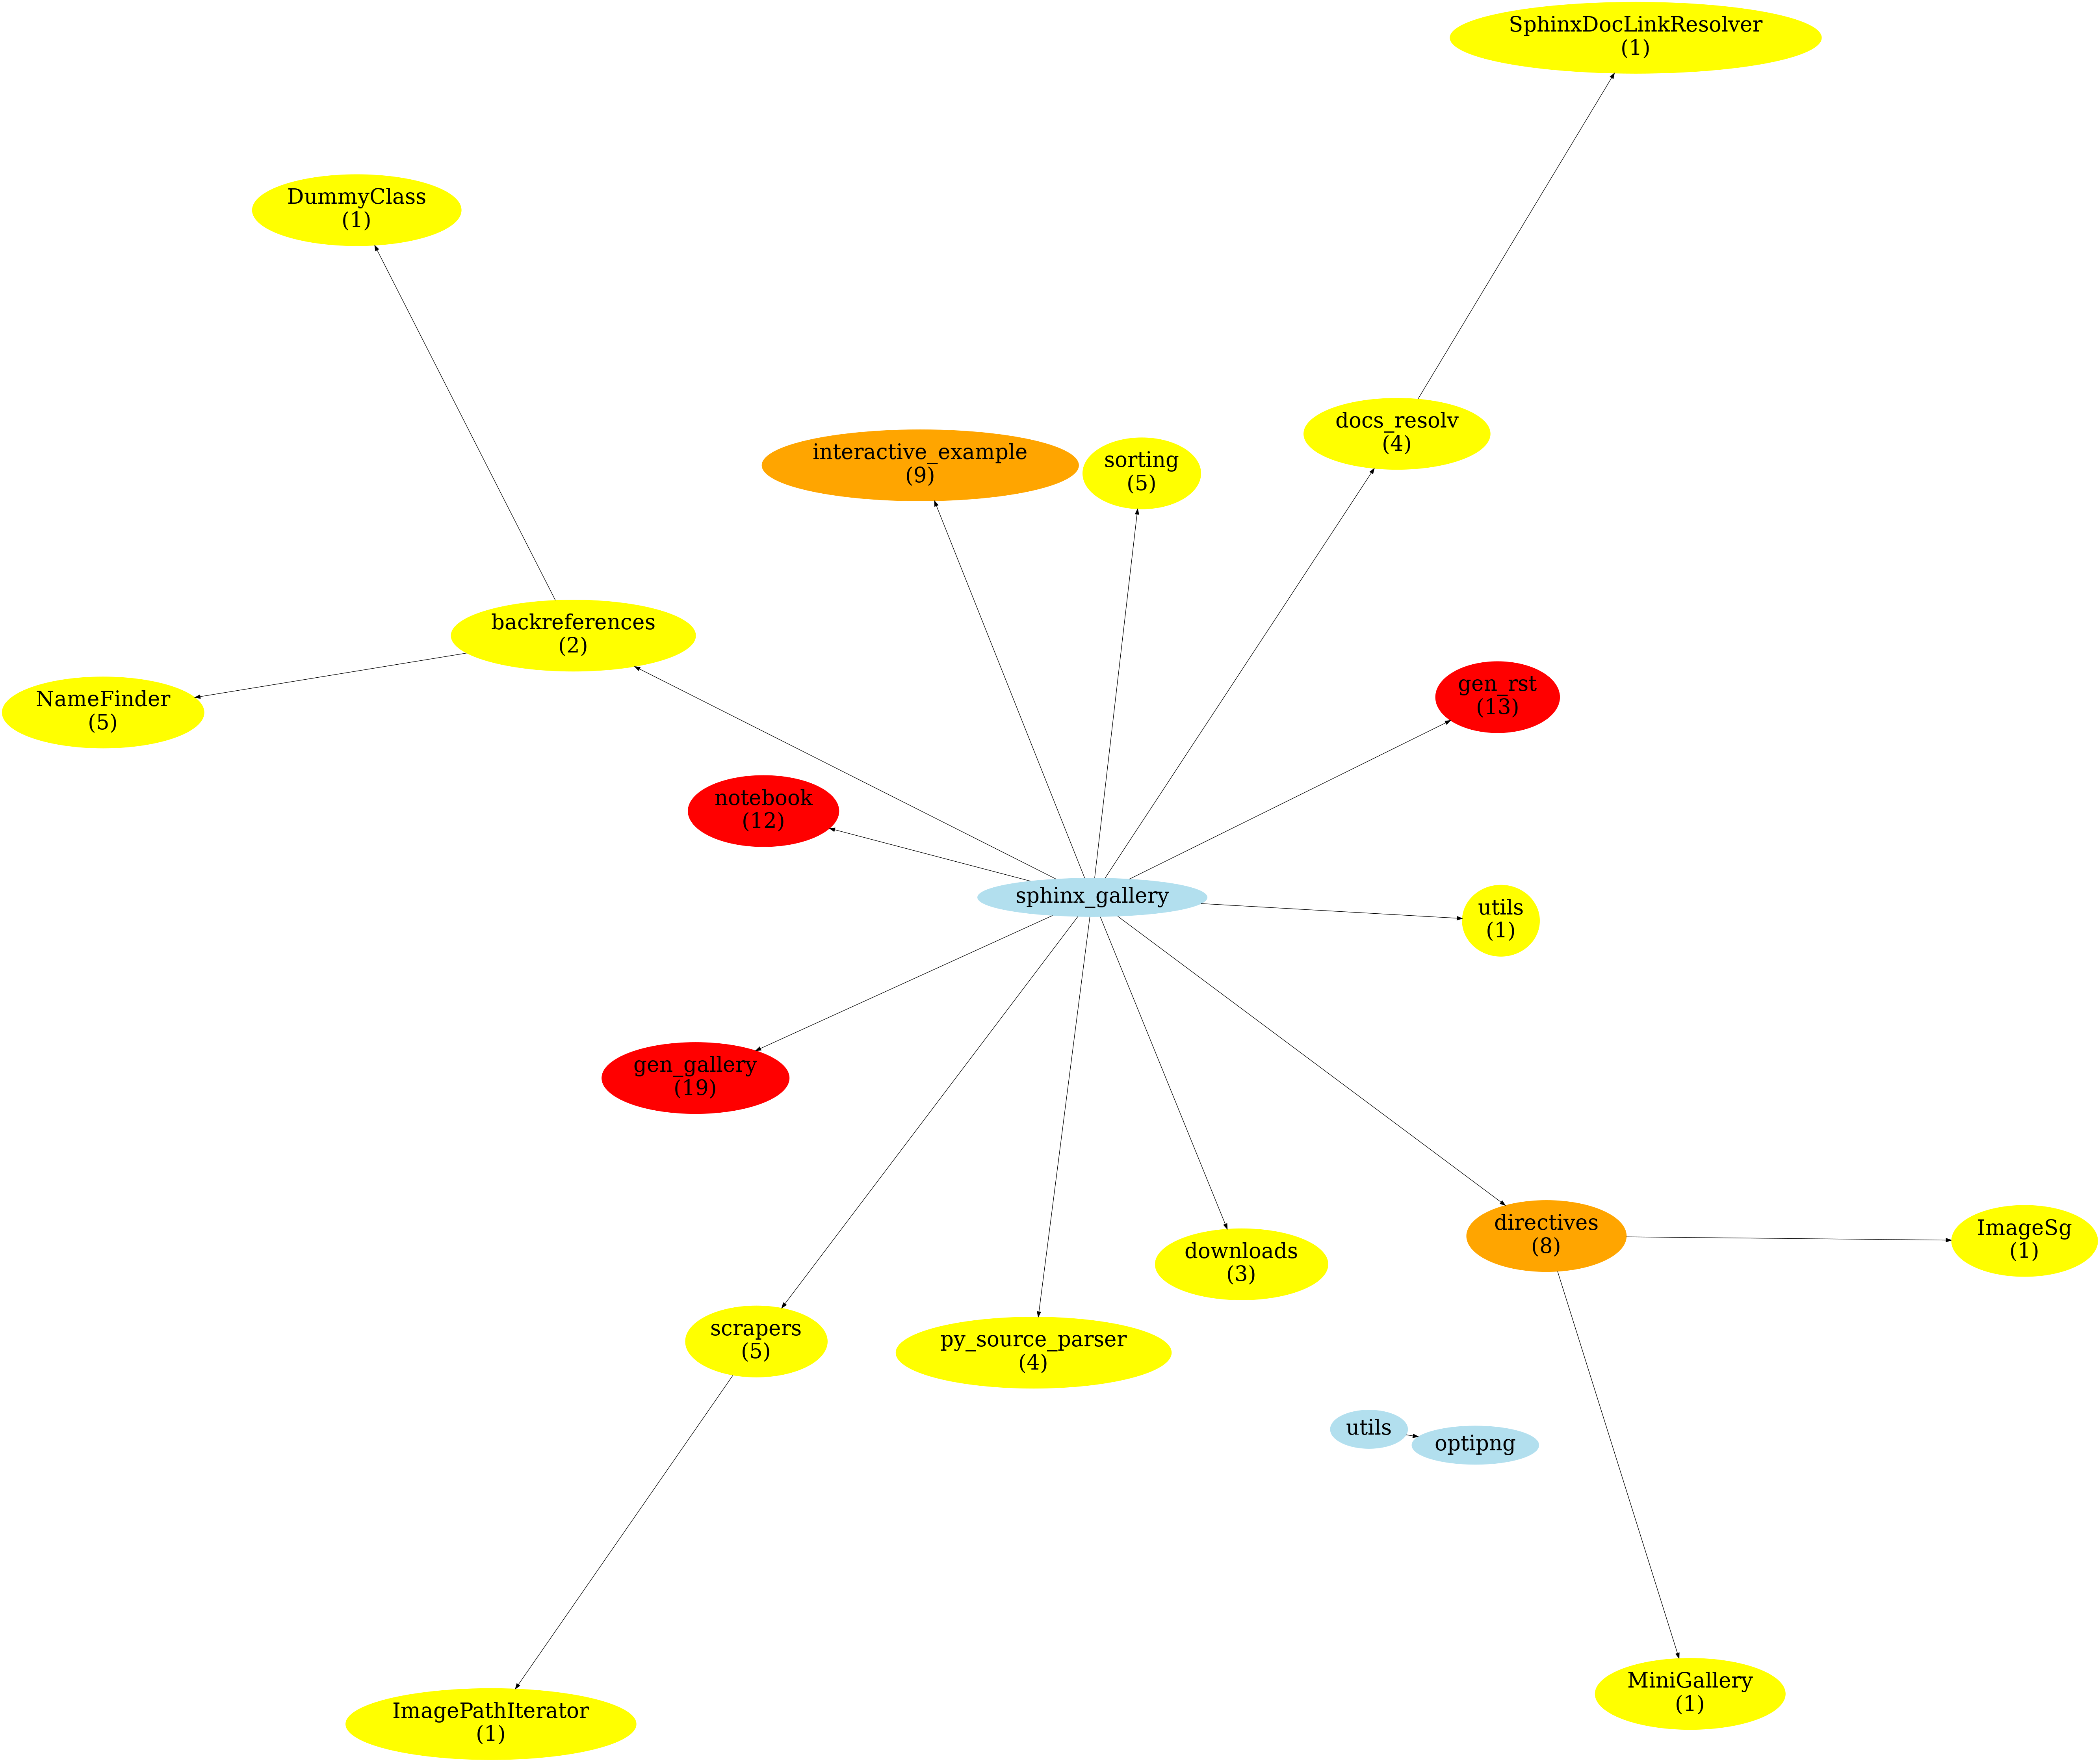 SphinxDocLinkResolver
(1)
DummyClass
(1)
interactive_example
(9)
sorting
(5)
docs_resolv
(4)
backreferences
(2)
NameFinder
(5)
gen_rst
(13)
notebook
(12)
sphinx_gallery
utils
(1)
gen_gallery
(19)
directives
(8)
ImageSg
(1)
downloads
(3)
scrapers
(5)
py_source_parser
(4)
utils
optipng
MiniGallery
(1)
ImagePathIterator
(1)